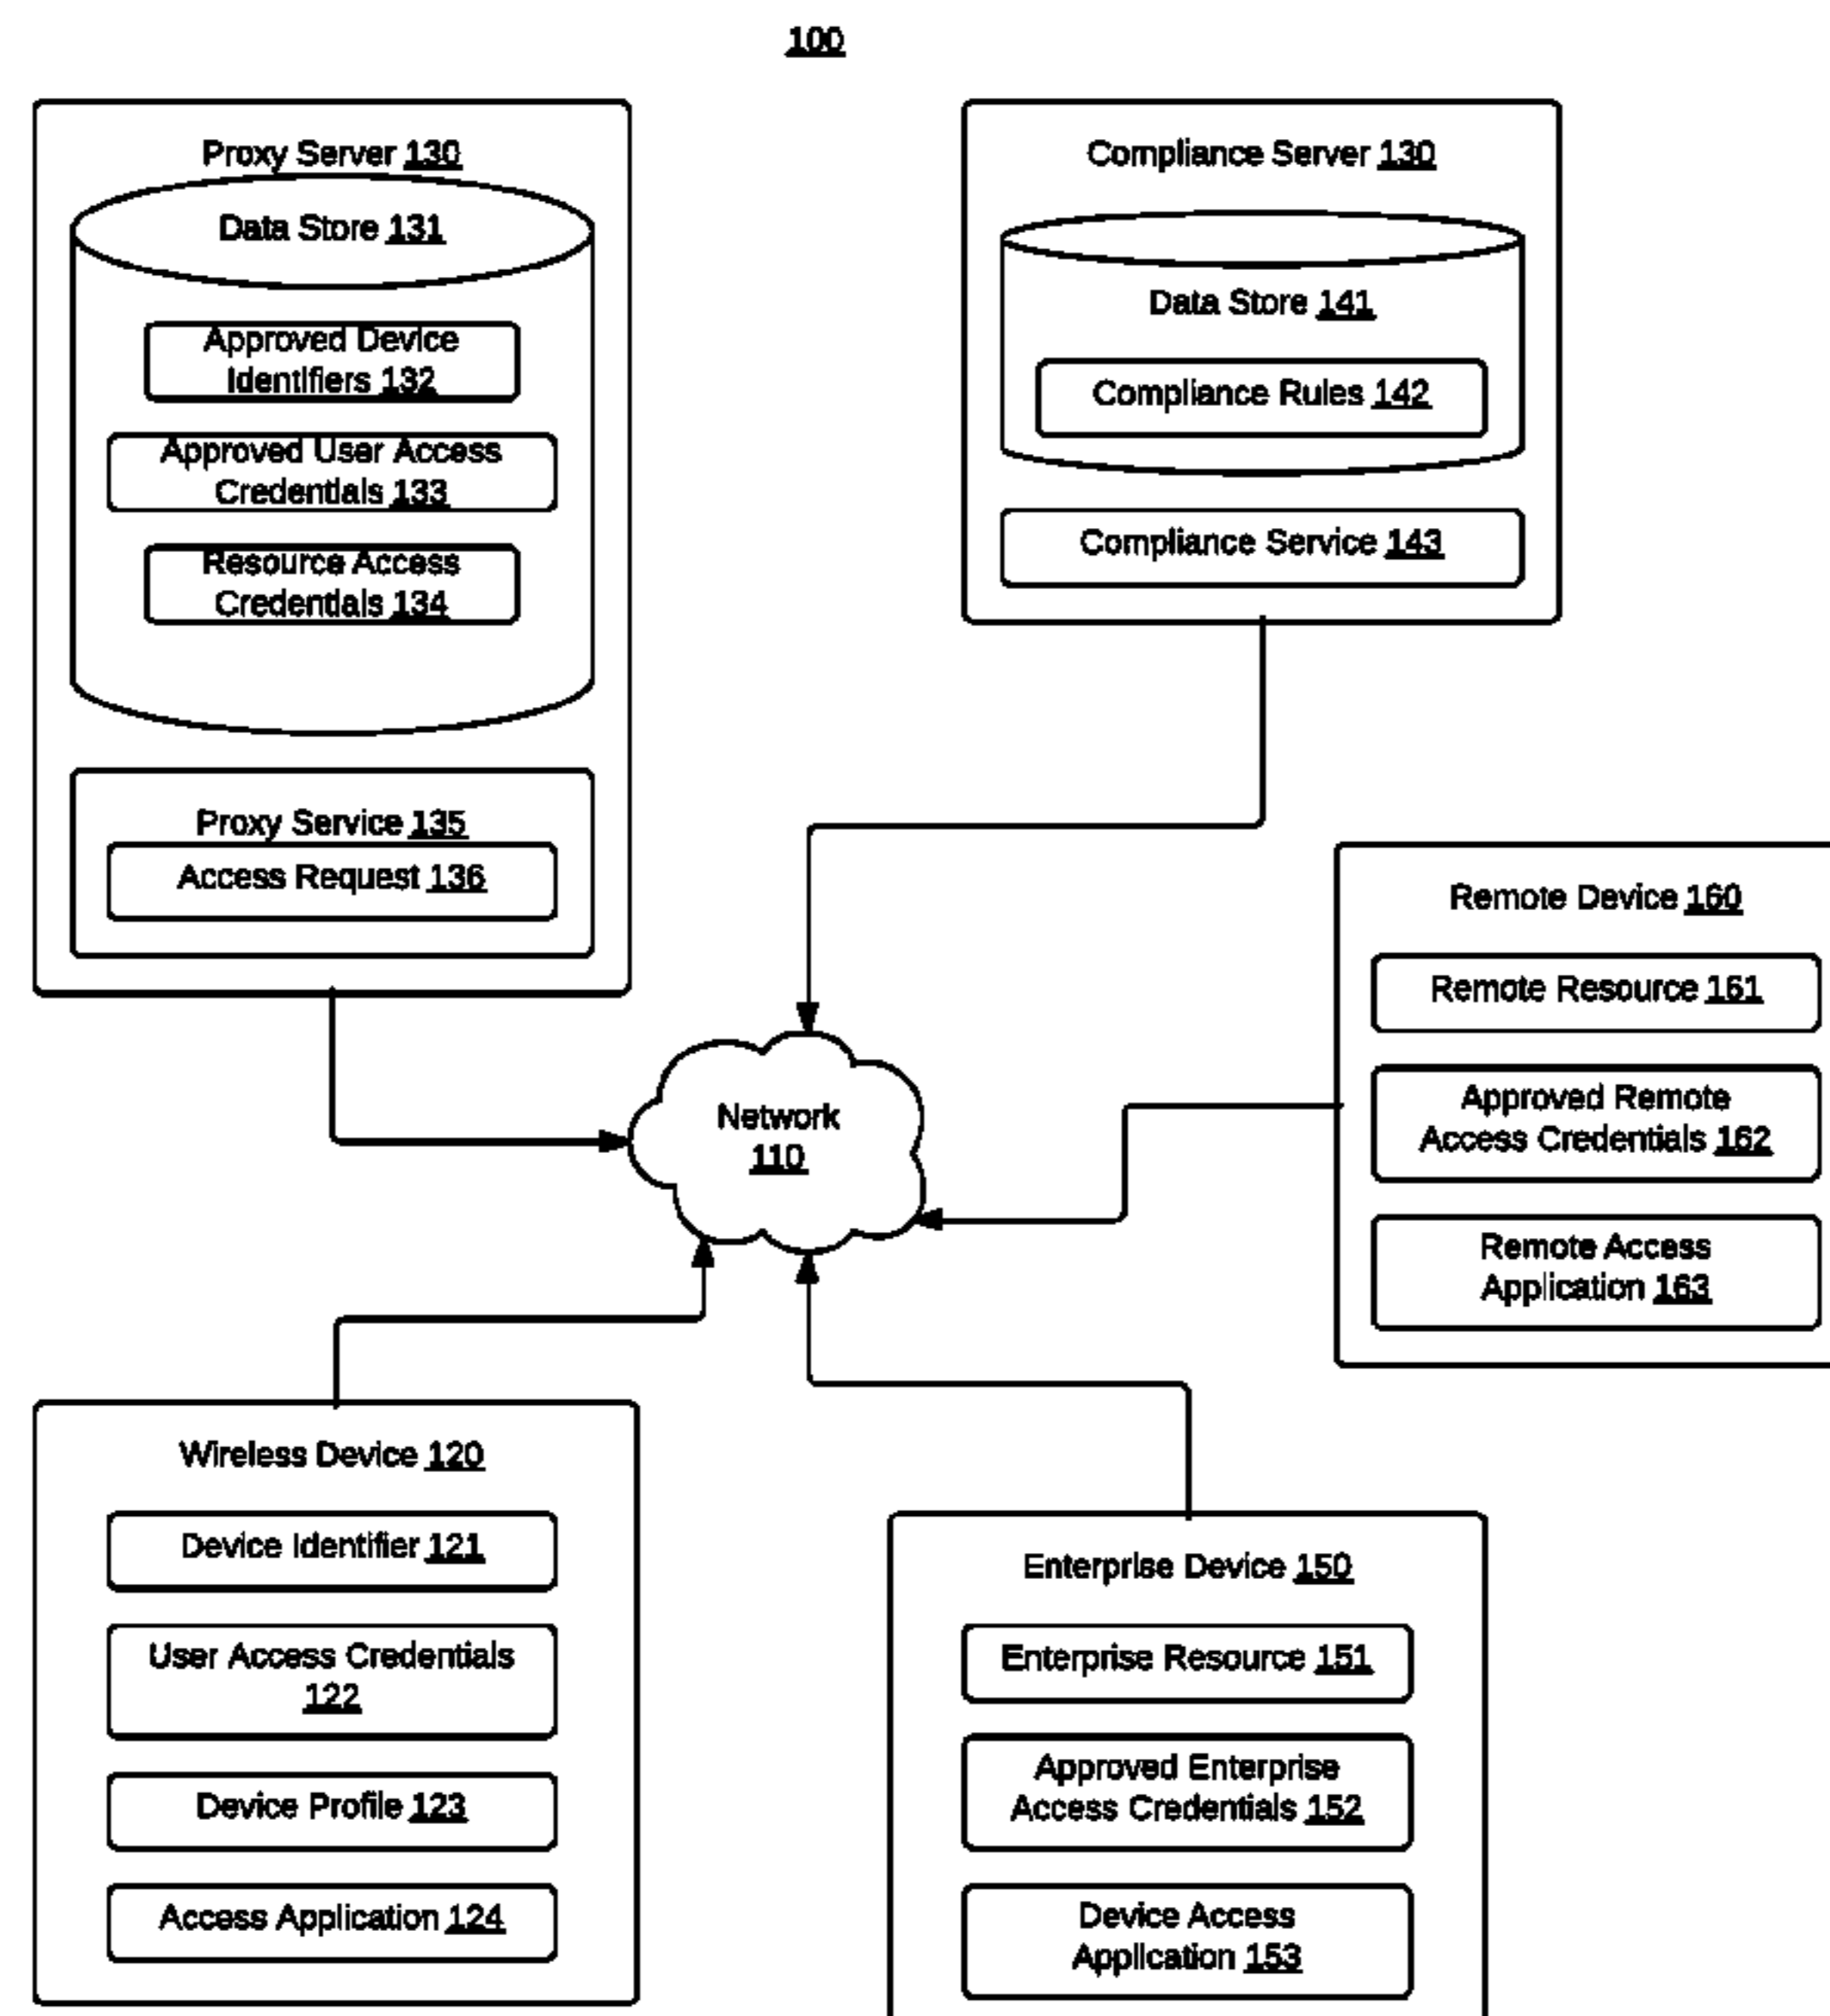 100
Proxy Server 130
Data Store 131
Approved Device
Identifiers 132
Approved User Access
Credentials 133
Resource Access
Credentials 134
Proxy Service 135
Access Request 136
Compliance Server 130
Data Store 141
Compliance Rules 142
Compliance Service 143
Remote Device 160
Remote Resource 161
Approved Remote
Access Credentials 162
Remote Access
Application 163
Network
110
Wireless Device 120
Device Identifier 121
User Access Credentials
122
Device Profile 123
Access Application 124
Enterprise Device 150
Enterprise Resource 151
Approved Enterprise
Access Credentials 152
Device Access
Application 153